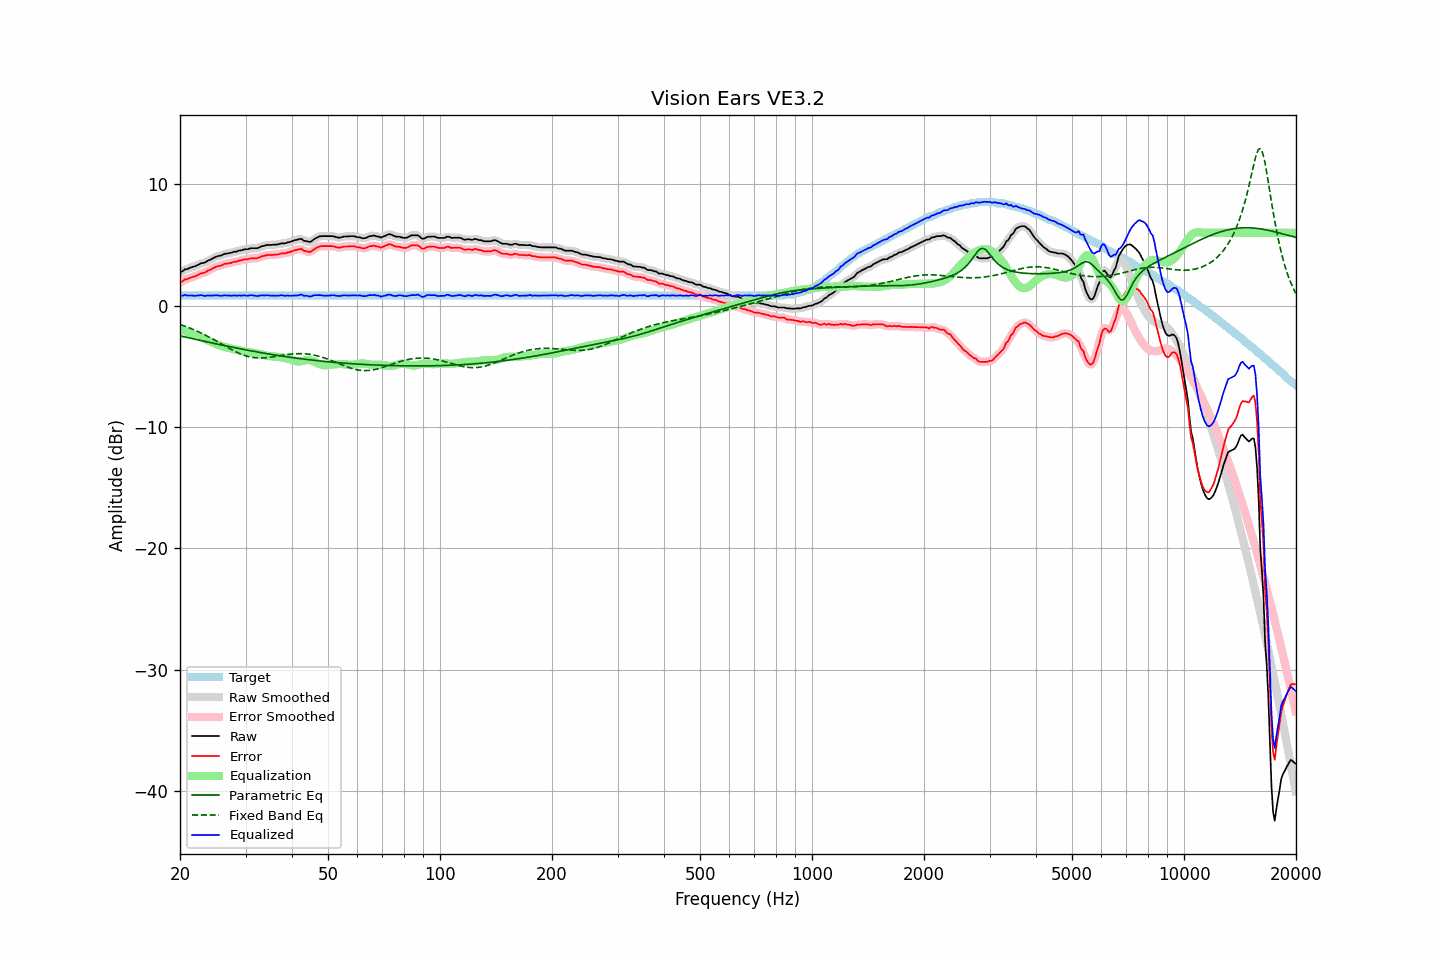 Vision Ears VE3.2
10
0
−10
−20
−30
−40
Amplitude (dBr)
Target
Raw Smoothed
Error Smoothed
Raw
Error
Equalization
Parametric Eq
Fixed Band Eq
Equalized
20 50 100 200 500 1000 2000 5000 10000 20000
Frequency (Hz)